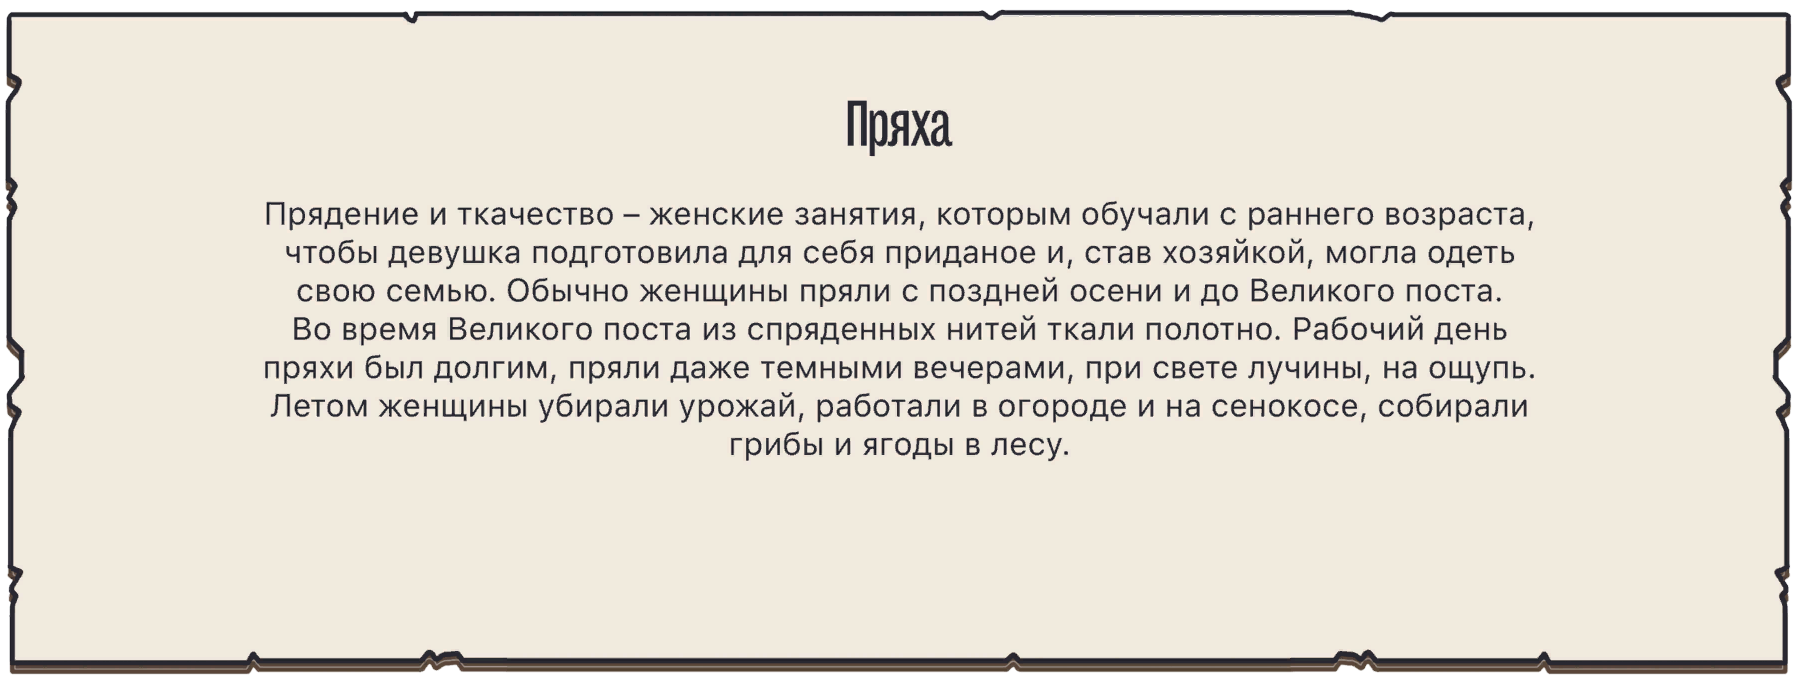 Пряха
Прядение и ткачество – женские занятия, которым обучали с раннего возраста,
чтобы девушка подготовила для себя приданое и, став хозяйкой, могла одеть
свою семью. Обычно женщины пряли с поздней осени и до Великого поста.
Во время Великого поста из спряденных нитей ткали полотно. Рабочий день
пряхи был долгим, пряли даже темными вечерами, при свете лучины, на ощупь.
Летом женщины убирали урожай, работали в огороде и на сенокосе, собирали
грибы и ягоды в лесу.